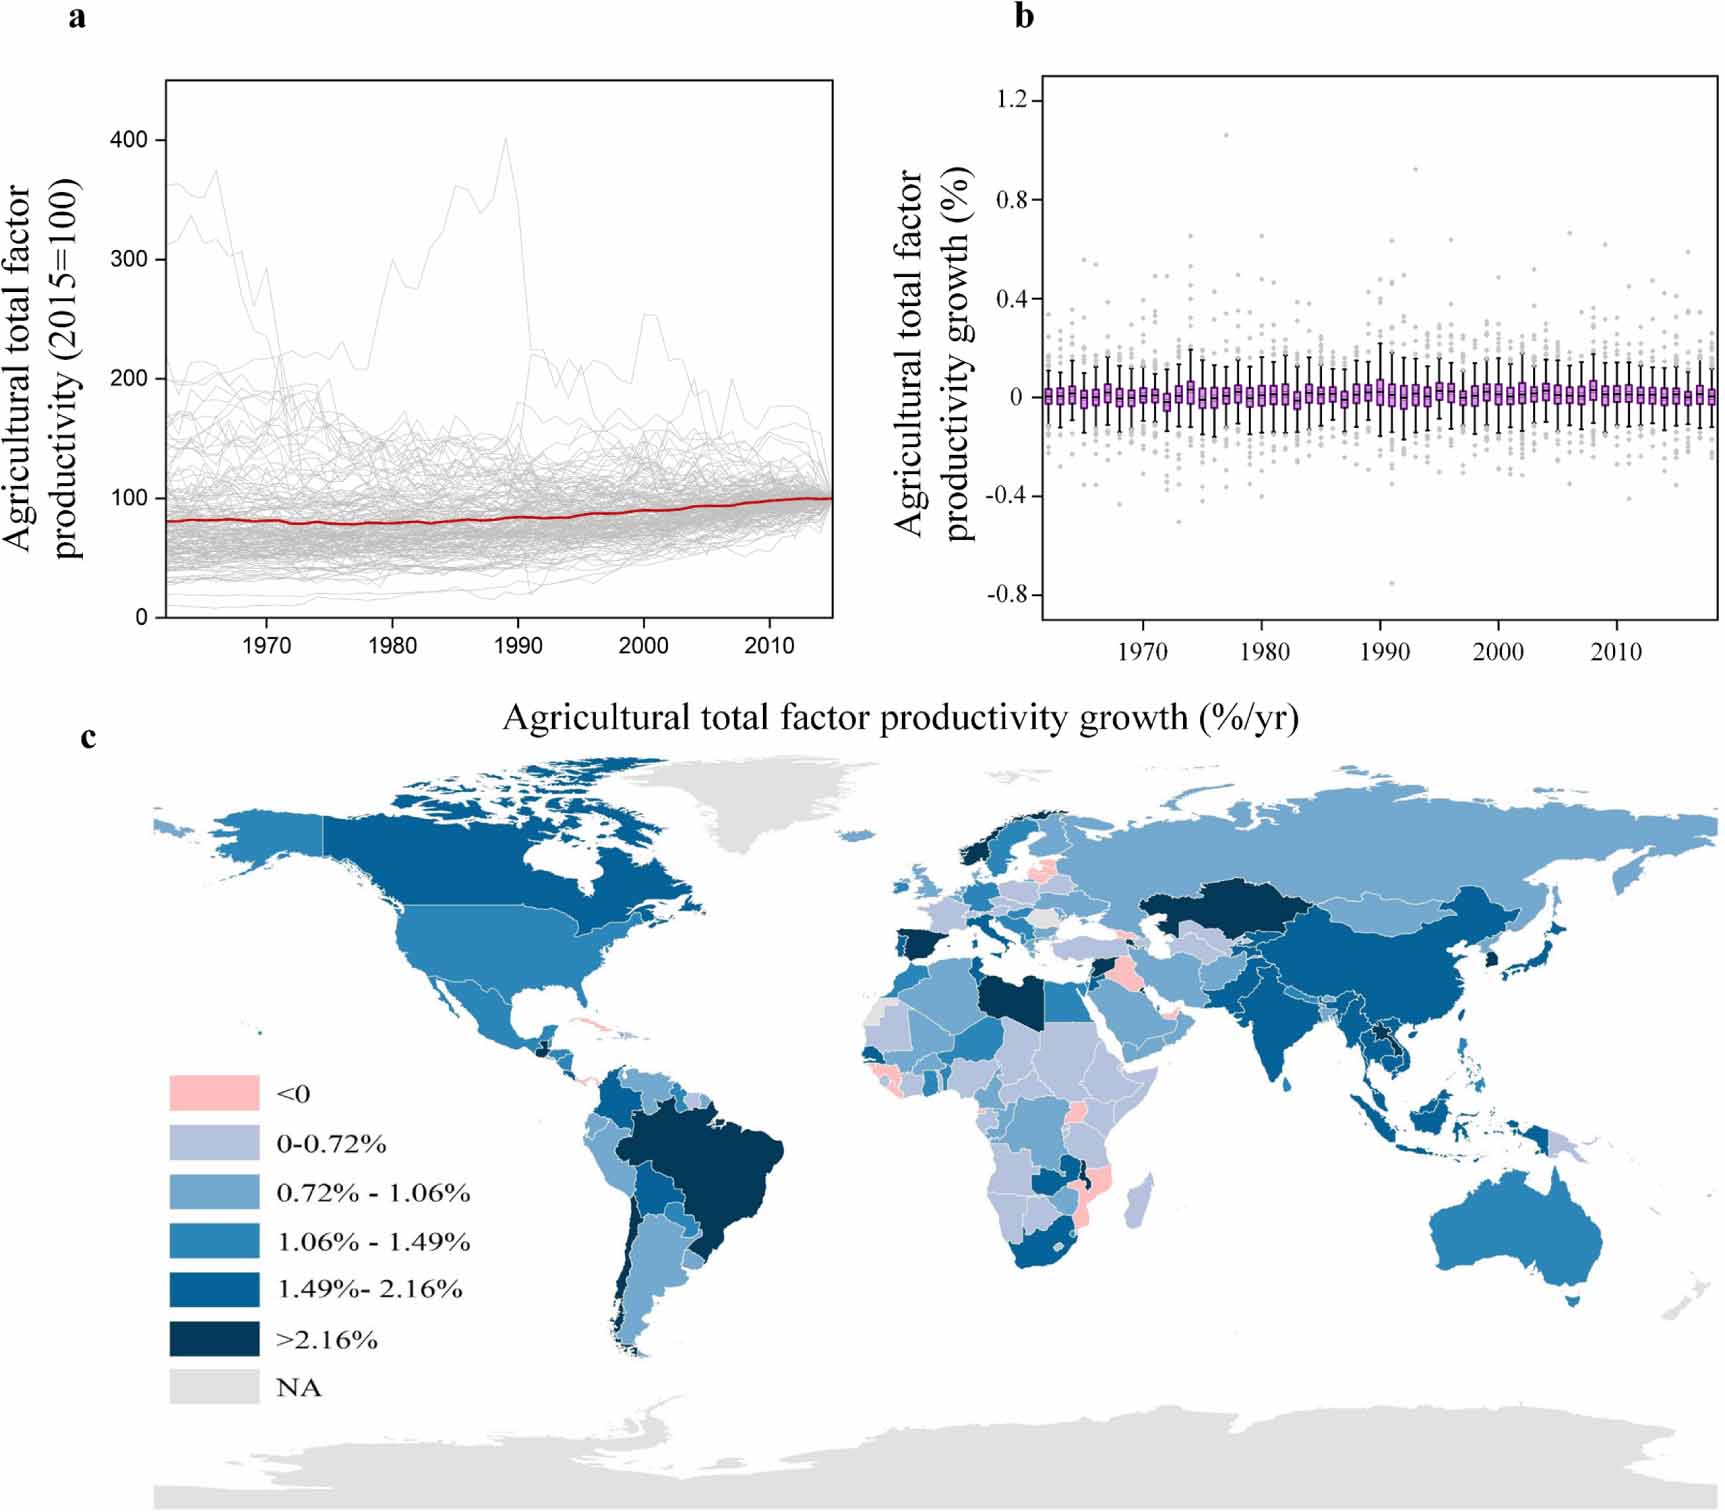 a
Agricultural total factor
productivity (2015=100)
400
300
200
100
0
1970 1980 1990 2000 2010
b
Agricultural total factor
productivity growth (%)
1.2
0.8
0.4
0
-0.4
-0.8
1970 1980 1990 2000 2010
Agricultural total factor productivity growth (%/yr)
c
<0
0-0.72%
0.72% - 1.06%
1.06% - 1.49%
1.49%- 2.16%
>2.16%
NA